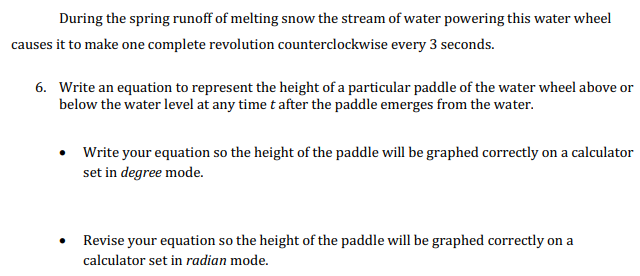 During the spring runoff of melting snow the stream of water powering this water wheel
causes it to make one complete revolution counterclockwise every 3 seconds.
6. Write an equation to represent the height of a particular paddle of the water wheel above or
below the water level at any time t after the paddle emerges from the water.
• Write your equation so the height of the paddle will be graphed correctly on a calculator
set in degree mode.
• Revise your equation so the height of the paddle will be graphed correctly on a
calculator set in radian mode.